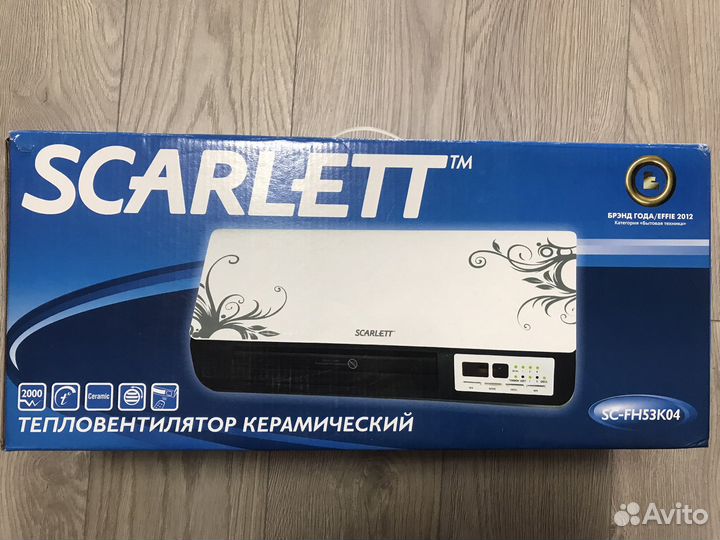 SCARLETT™
БРЭНД ГОДА/EFFIE 2012
Категория «Бытовая техника»
SCARLETT
2000
t°
Ceramic
SC-FH53K04
ТЕПЛОВЕНТИЛЯТОР КЕРАМИЧЕСКИЙ
Avito